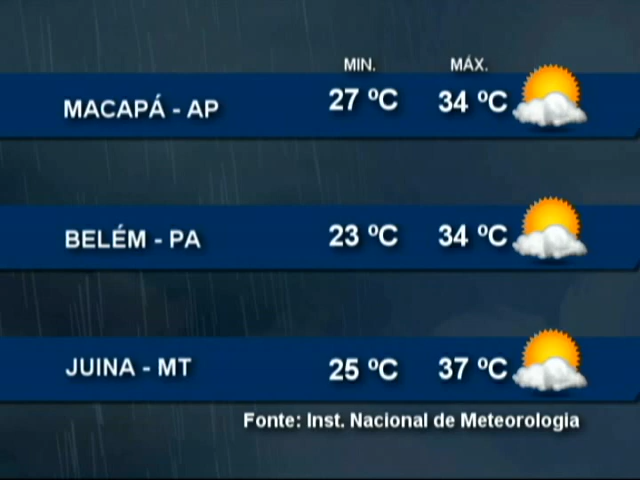 MIN. MÁX.
MACAPÁ - AP 27 ºC 34 ºC
BELÉM - PA 23 ºC 34 ºC
JUINA - MT 25 ºC 37 ºC
Fonte: Inst. Nacional de Meteorologia